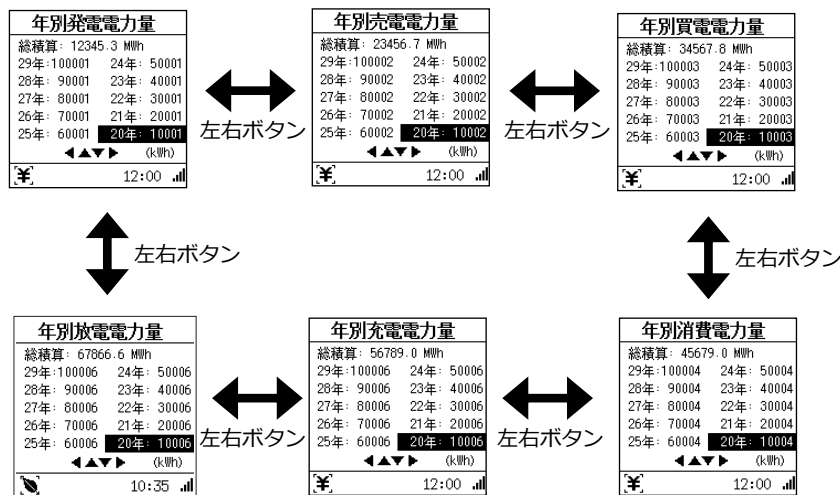 年別発電電力量
総積算: 12345.3 MWh
29年:100001 24年: 50001
28年: 90001 23年: 40001
27年: 80001 22年: 30001
26年: 70001 21年: 20001
25年: 60001 20年: 10001
◀▲▼▶ (kWh)
¥ 12:00
左右ボタン
年別売電電力量
総積算: 23456.7 MWh
29年:100002 24年: 50002
28年: 90002 23年: 40002
27年: 80002 22年: 30002
26年: 70002 21年: 20002
25年: 60002 20年: 10002
◀▲▼▶ (kWh)
¥ 12:00
左右ボタン
年別買電電力量
総積算: 34567.8 MWh
29年:100003 24年: 50003
28年: 90003 23年: 40003
27年: 80003 22年: 30003
26年: 70003 21年: 20003
25年: 60003 20年: 10003
◀▲▼▶ (kWh)
¥ 12:00
左右ボタン
左右ボタン
年別放電電力量
総積算: 67866.6 MWh
29年:100006 24年: 50006
28年: 90006 23年: 40006
27年: 80006 22年: 30006
26年: 70006 21年: 20006
25年: 60006 20年: 10006
◀▲▼▶ (kWh)
10:35
左右ボタン
年別充電電力量
総積算: 56789.0 MWh
29年:100006 24年: 50006
28年: 90006 23年: 40006
27年: 80006 22年: 30006
26年: 70006 21年: 20006
25年: 60006 20年: 10006
◀▲▼▶ (kWh)
¥ 12:00
左右ボタン
年別消費電力量
総積算: 45679.0 MWh
29年:100004 24年: 50004
28年: 90004 23年: 40004
27年: 80004 22年: 30004
26年: 70004 21年: 20004
25年: 60004 20年: 10004
◀▲▼▶ (kWh)
¥ 12:00